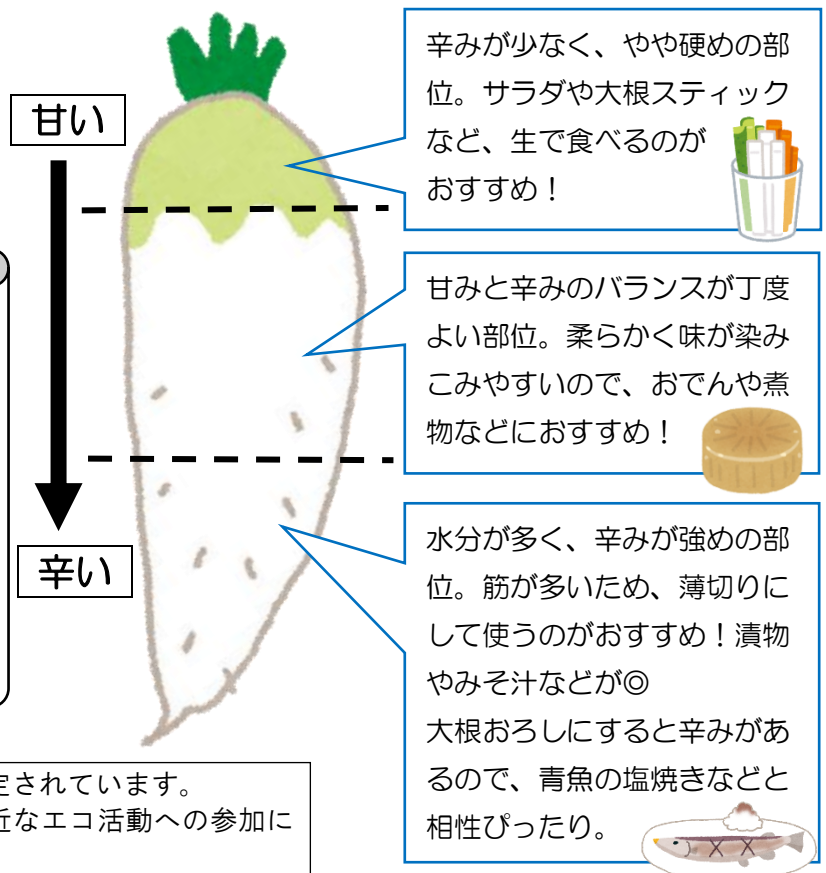 甘い
辛い
辛みが少なく、やや硬めの部
位。サラダや大根スティック
など、生で食べるのが
おすすめ！
甘みと辛みのバランスが丁度
よい部位。柔らかく味が染み
こみやすいので、おでんや煮
物などにおすすめ！
水分が多く、辛みが強めの部
位。筋が多いため、薄切りに
して使うのがおすすめ！漬物
やみそ汁などが◎
大根おろしにすると辛みがあ
るので、青魚の塩焼きなどと
相性ぴったり。
定されています。
近なエコ活動への参加に